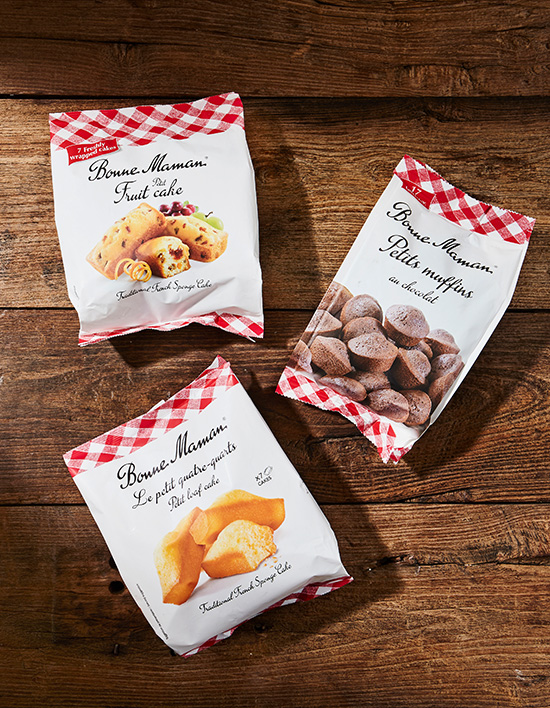 7 Freshly
wrapped cakes
Bonne Maman
Petit
Fruit cake
Traditional French Sponge Cake
37
Bonne Maman
Petits muffins
au chocolat
Bonne Maman
Le petit quatre-quarts
Petit loaf cake
x7
CAKES
Traditional French Sponge Cake